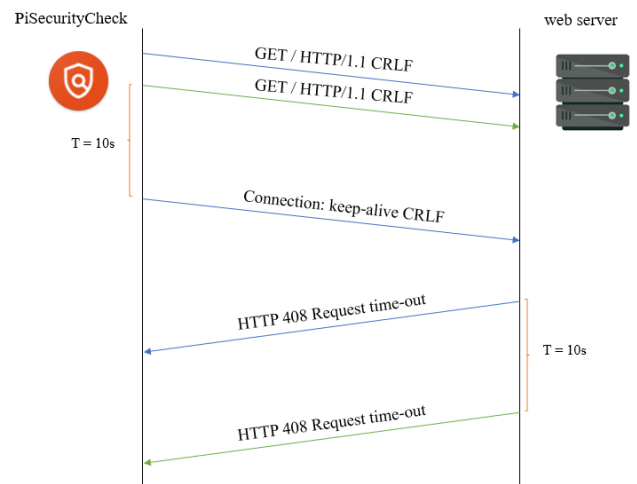 PiSecurityCheck
web server
GET / HTTP/1.1 CRLF
GET / HTTP/1.1 CRLF
T = 10s
Connection: keep-alive CRLF
HTTP 408 Request time-out
T = 10s
HTTP 408 Request time-out